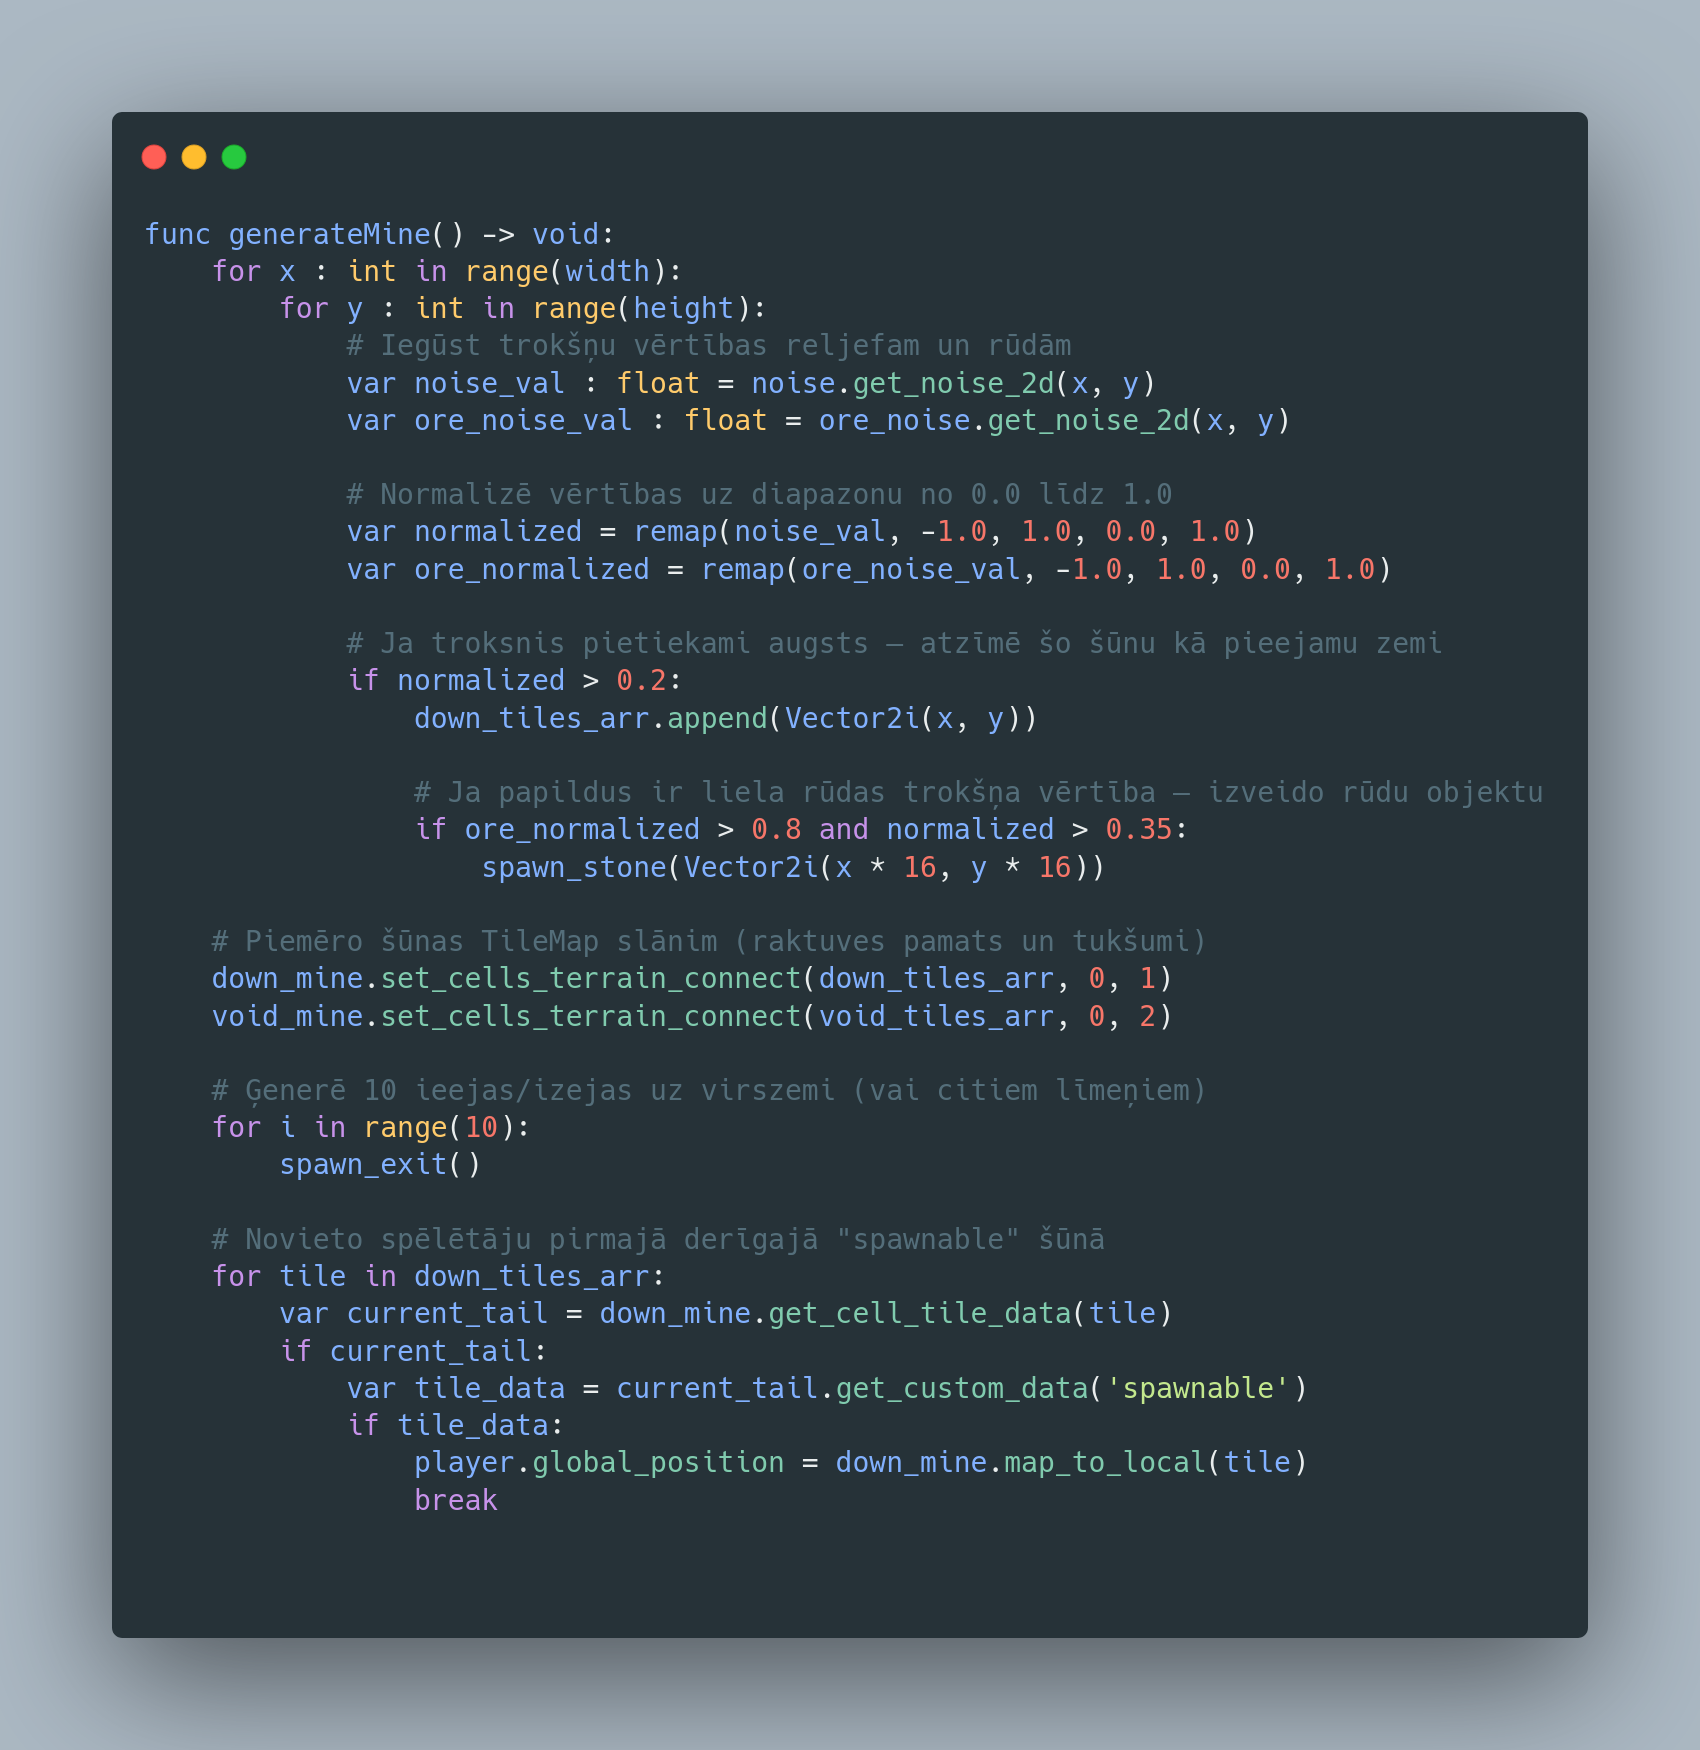 func generateMine() -> void:
    for x : int in range(width):
        for y : int in range(height):
            # Iegūst trokšņu vērtības reljefam un rūdām
            var noise_val : float = noise.get_noise_2d(x, y)
            var ore_noise_val : float = ore_noise.get_noise_2d(x, y)

            # Normalizē vērtības uz diapazonu no 0.0 līdz 1.0
            var normalized = remap(noise_val, -1.0, 1.0, 0.0, 1.0)
            var ore_normalized = remap(ore_noise_val, -1.0, 1.0, 0.0, 1.0)

            # Ja troksnis pietiekami augsts – atzīmē šo šūnu kā pieejamu zemi
            if normalized > 0.2:
                down_tiles_arr.append(Vector2i(x, y))

                # Ja papildus ir liela rūdas trokšņa vērtība – izveido rūdu objektu
                if ore_normalized > 0.8 and normalized > 0.35:
                    spawn_stone(Vector2i(x * 16, y * 16))

    # Piemēro šūnas TileMap slānim (raktuves pamats un tukšumi)
    down_mine.set_cells_terrain_connect(down_tiles_arr, 0, 1)
    void_mine.set_cells_terrain_connect(void_tiles_arr, 0, 2)

    # Ģenerē 10 ieejas/izejas uz virszemi (vai citiem līmeņiem)
    for i in range(10):
        spawn_exit()

    # Novieto spēlētāju pirmajā derīgajā "spawnable" šūnā
    for tile in down_tiles_arr:
        var current_tail = down_mine.get_cell_tile_data(tile)
        if current_tail:
            var tile_data = current_tail.get_custom_data('spawnable')
            if tile_data:
                player.global_position = down_mine.map_to_local(tile)
                break